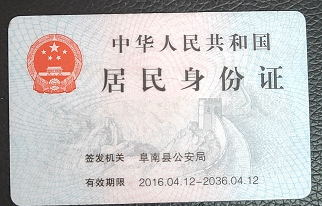 中华人民共和国
居民身份证
签发机关 阜南县公安局
有效期限 2016.04.12-2036.04.12